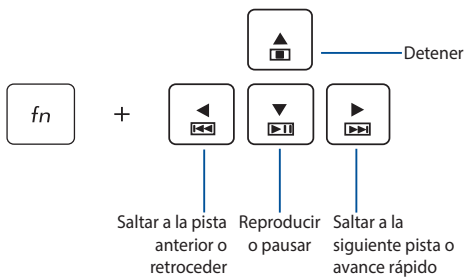 Detener
fn +
Saltar a la pista
anterior o
retroceder
Reproducir
o pausar
Saltar a la
siguiente pista o
avance rápido